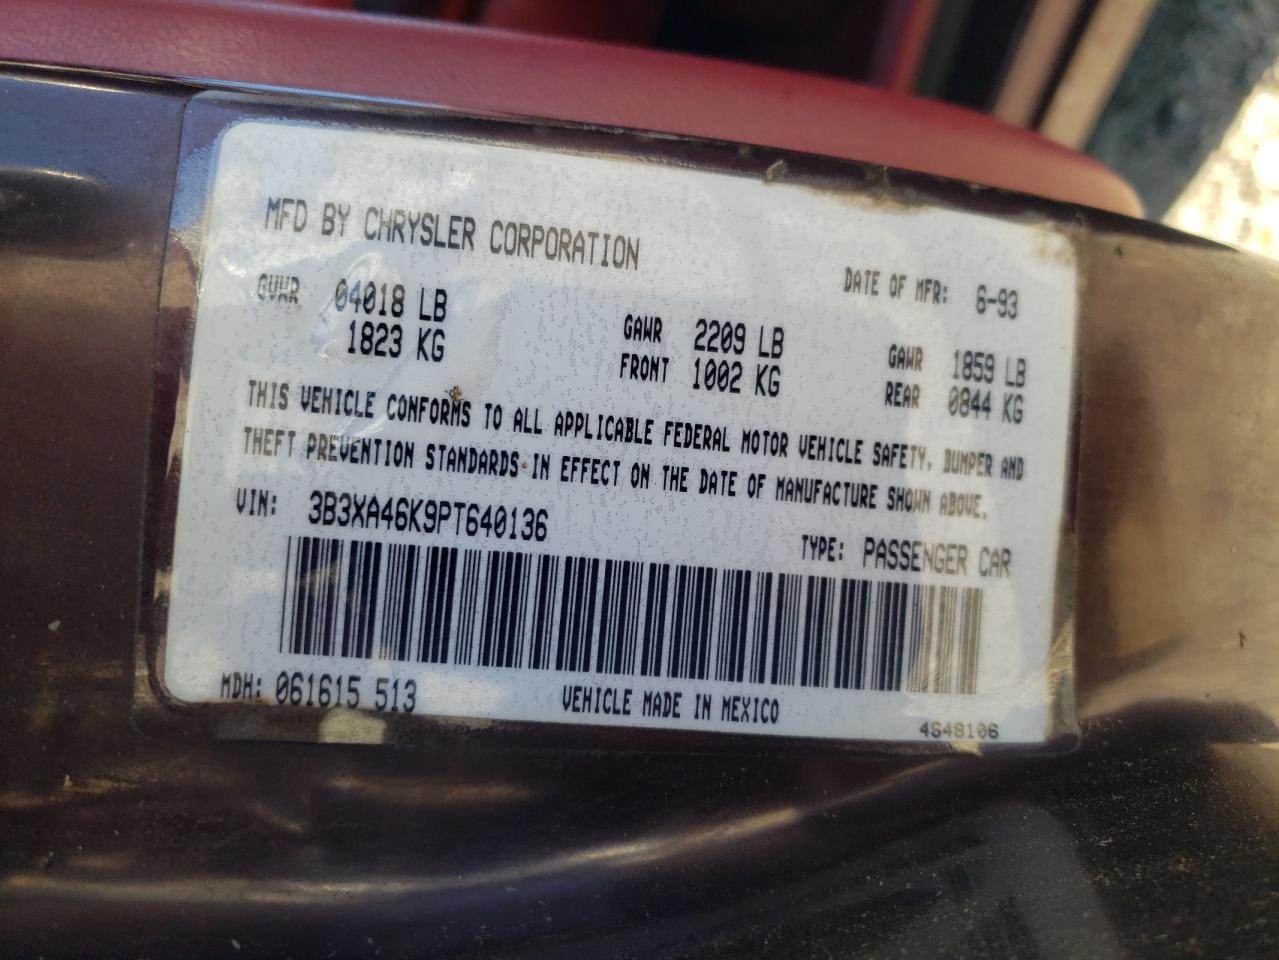 MFD BY CHRYSLER CORPORATION
DATE OF MFR: 6-93
GVWR 04018 LB
1823 KG
GAWR 2209 LB
FRONT 1002 KG
GAWR 1859 LB
REAR 0844 KG
THIS VEHICLE CONFORMS TO ALL APPLICABLE FEDERAL MOTOR VEHICLE SAFETY, BUMPER AND
THEFT PREVENTION STANDARDS IN EFFECT ON THE DATE OF MANUFACTURE SHOWN ABOVE.
VIN: 3B3XA46K9PT640136
TYPE: PASSENGER CAR
MDH: 061615 513
VEHICLE MADE IN MEXICO
4648106